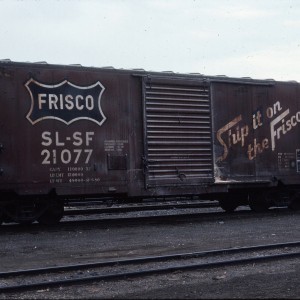 FRISCO
SL-SF
21077
Ship it on
the Frisco